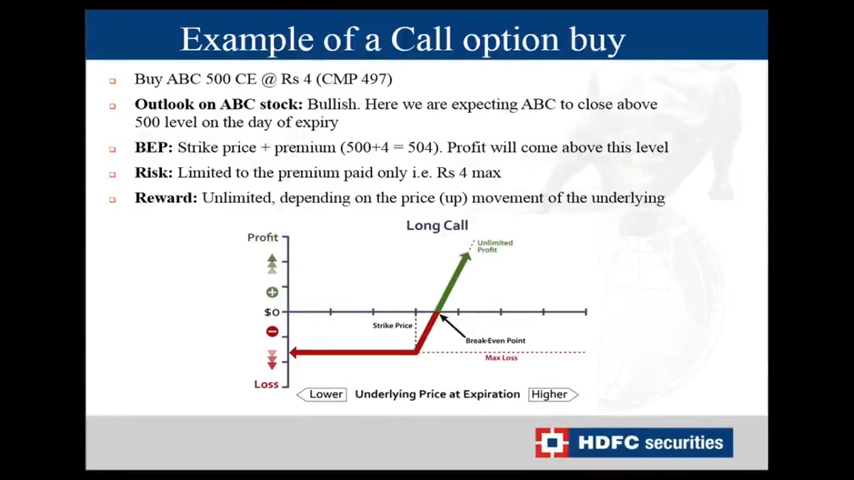 Example of a Call option buy
Buy ABC 500 CE @ Rs 4 (CMP 497)
Outlook on ABC stock: Bullish. Here we are expecting ABC to close above
500 level on the day of expiry
BEP: Strike price + premium (500+4 = 504). Profit will come above this level
Risk: Limited to the premium paid only i.e. Rs 4 max
Reward: Unlimited, depending on the price (up) movement of the underlying
Long Call
Profit
Unlimited
Profit
$0
Strike Price
Break-Even Point
Max Loss
Loss
Lower
Underlying Price at Expiration
Higher
HDFC securities